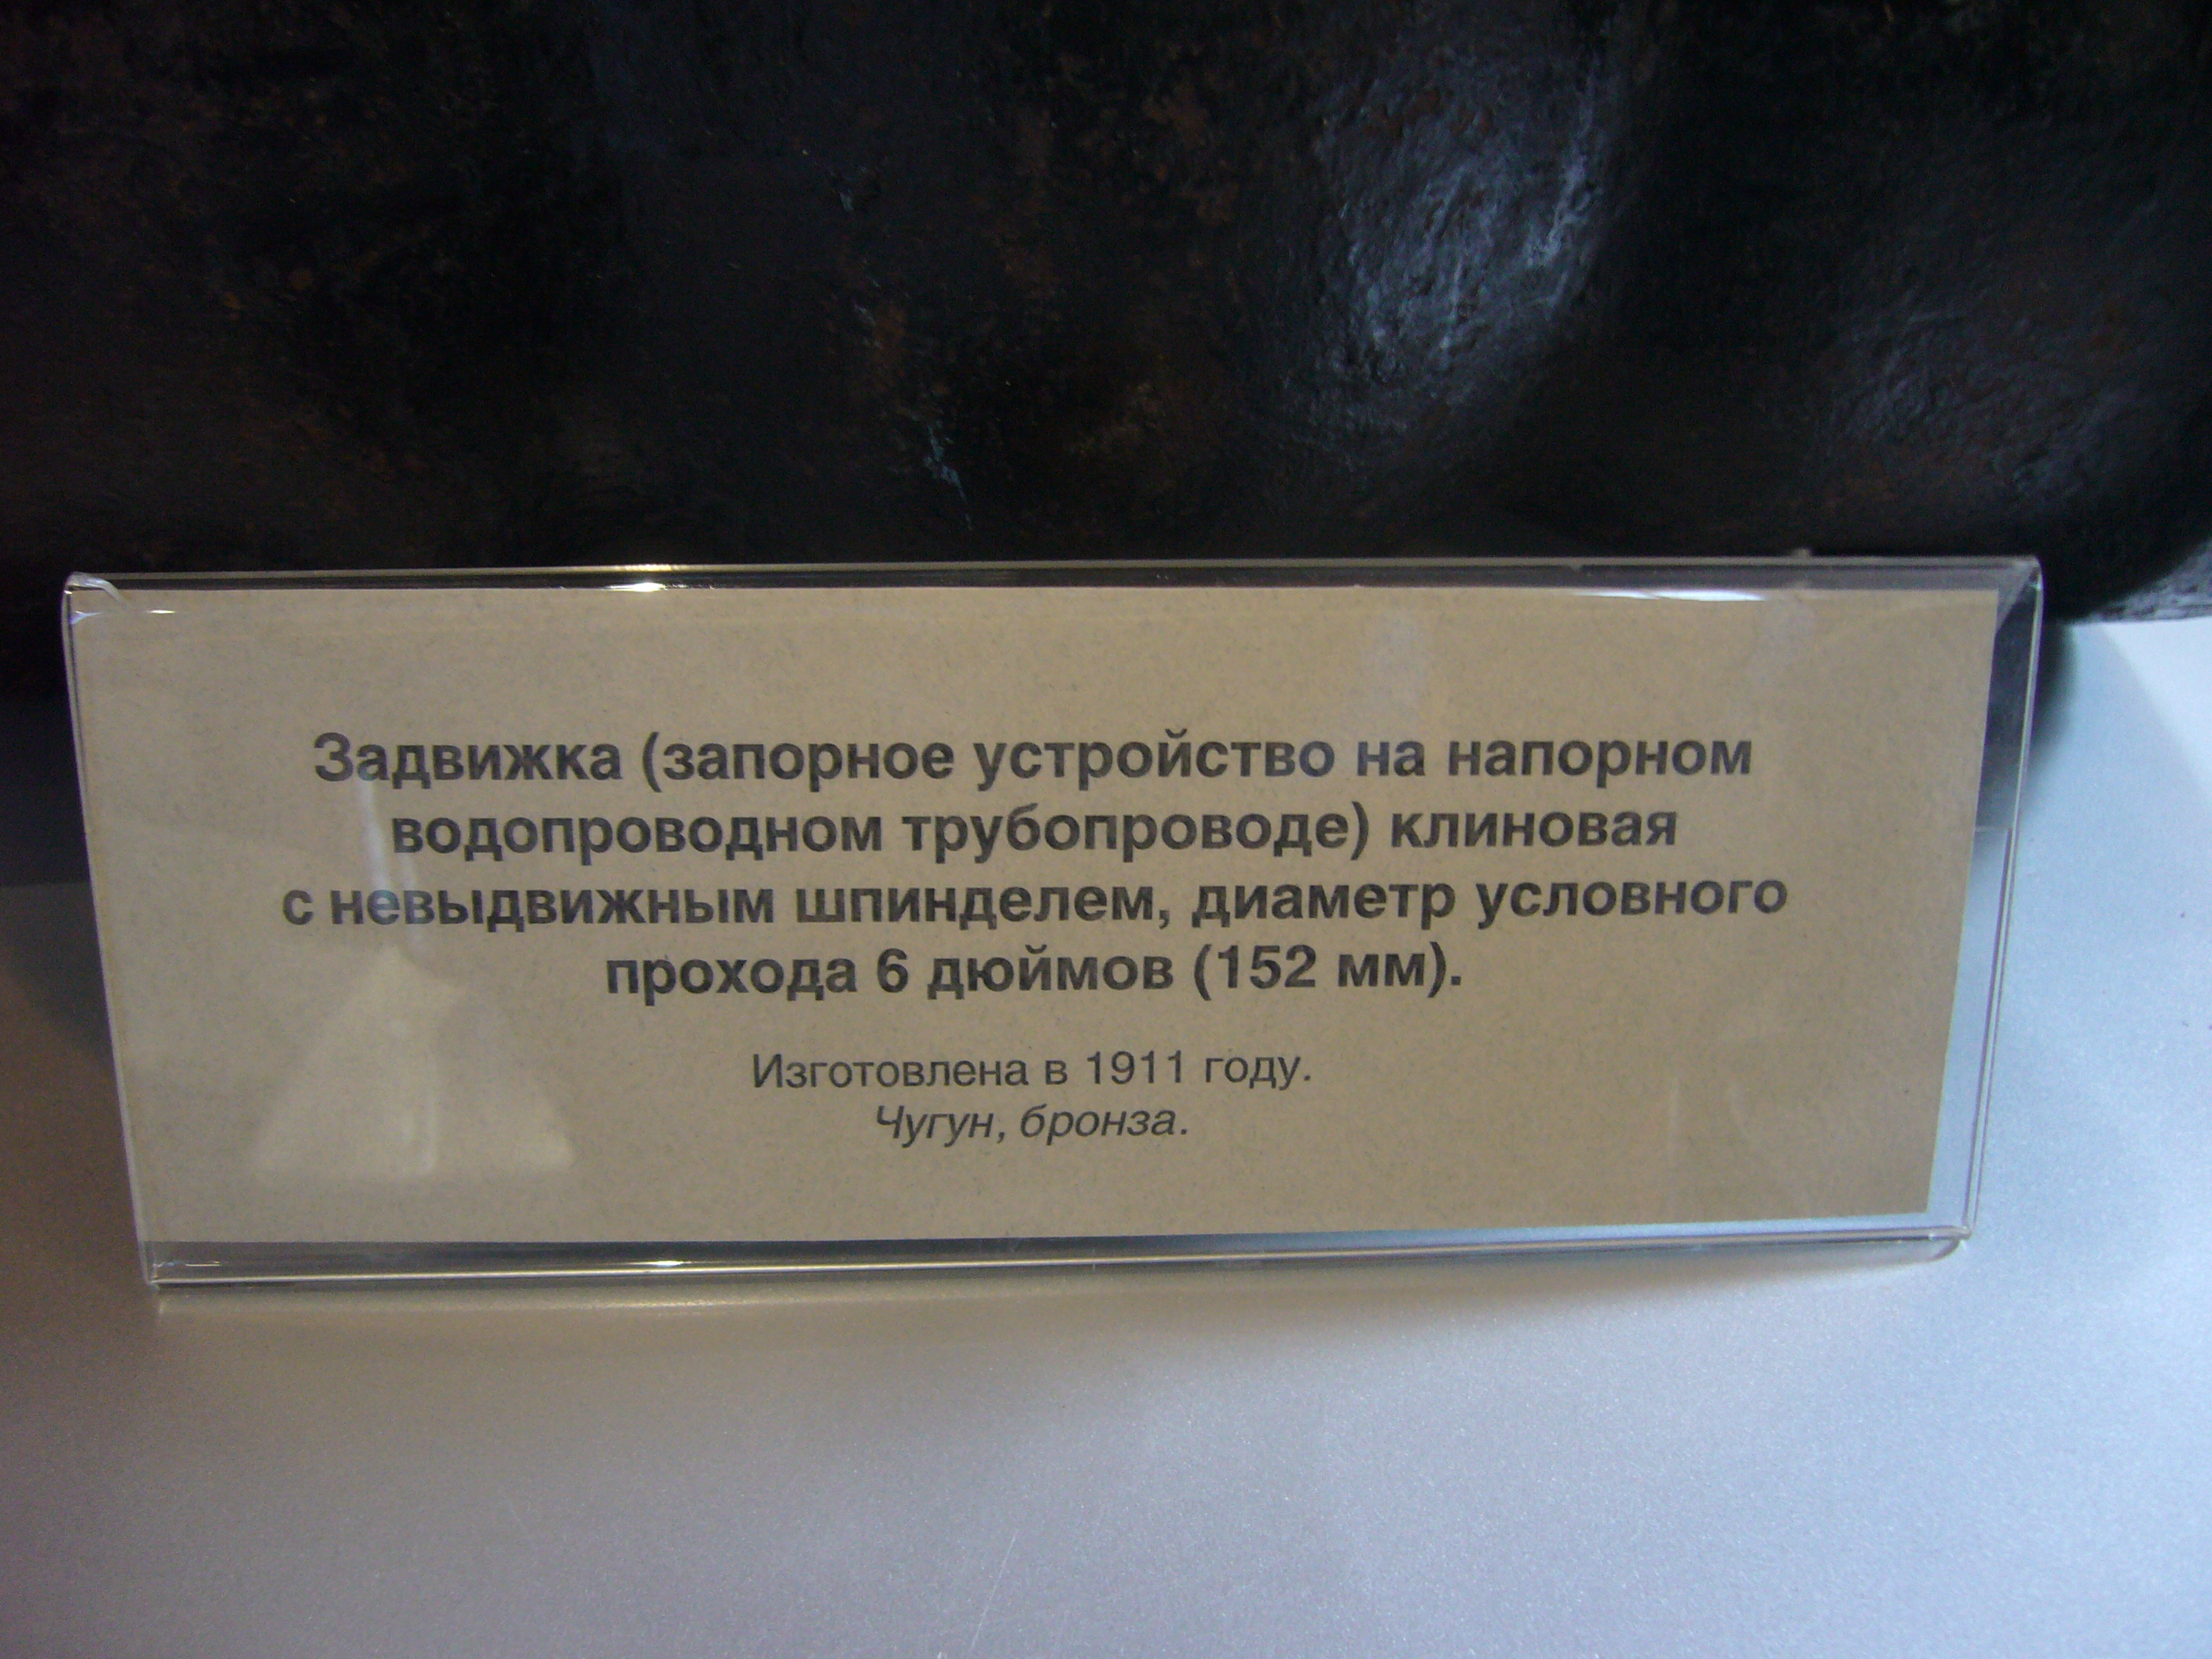 Задвижка (запорное устройство на напорном
водопроводном трубопроводе) клиновая
с невыдвижным шпинделем, диаметр условного
прохода 6 дюймов (152 мм).
Изготовлена в 1911 году.
Чугун, бронза.